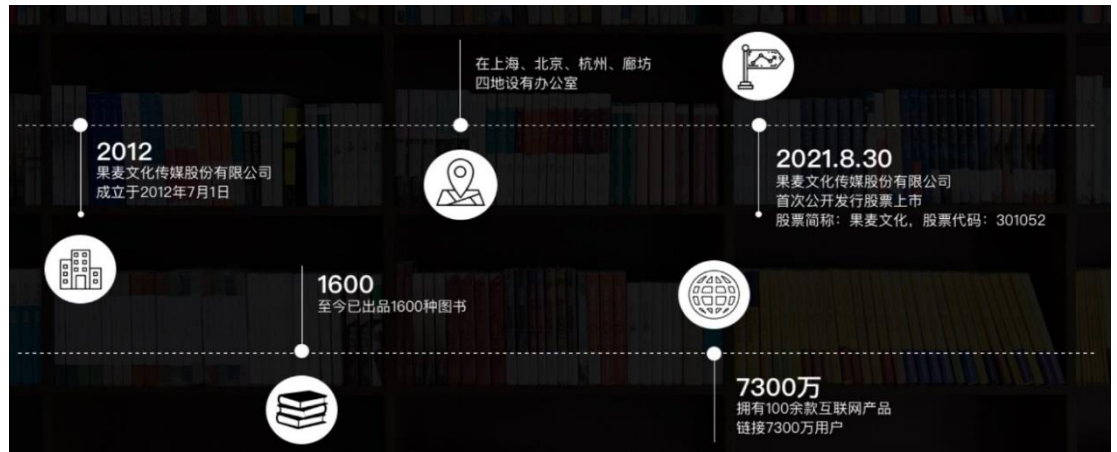 在上海、北京、杭州、廊坊
四地设有办公室
2012
果麦文化传媒股份有限公司
成立于2012年7月1日
2021.8.30
果麦文化传媒股份有限公司
首次公开发行股票上市
股票简称：果麦文化，股票代码：301052
1600
至今已出品1600种图书
7300万
拥有100余款互联网产品
链接7300万用户